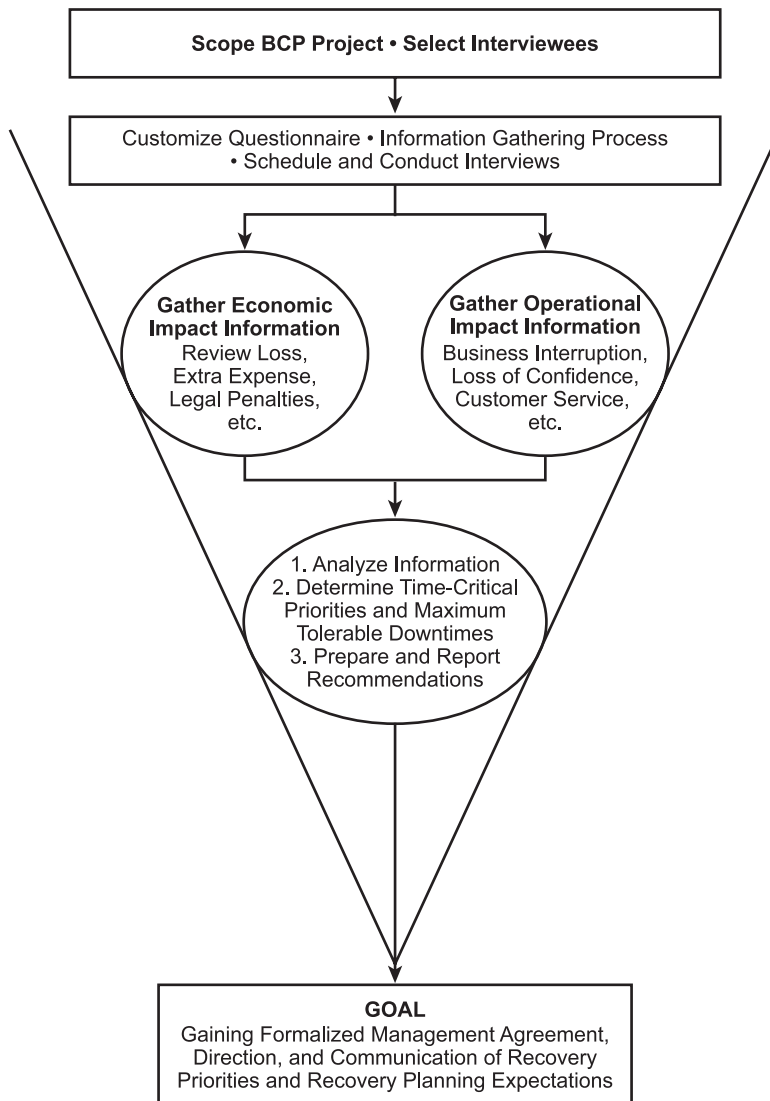 Scope BCP Project • Select Interviewees
Customize Questionnaire • Information Gathering Process
• Schedule and Conduct Interviews
Gather Economic
Impact Information
Review Loss,
Extra Expense,
Legal Penalties,
etc.
Gather Operational
Impact Information
Business Interruption,
Loss of Confidence,
Customer Service,
etc.
1. Analyze Information
2. Determine Time-Critical
Priorities and Maximum
Tolerable Downtimes
3. Prepare and Report
Recommendations
GOAL
Gaining Formalized Management Agreement,
Direction, and Communication of Recovery
Priorities and Recovery Planning Expectations